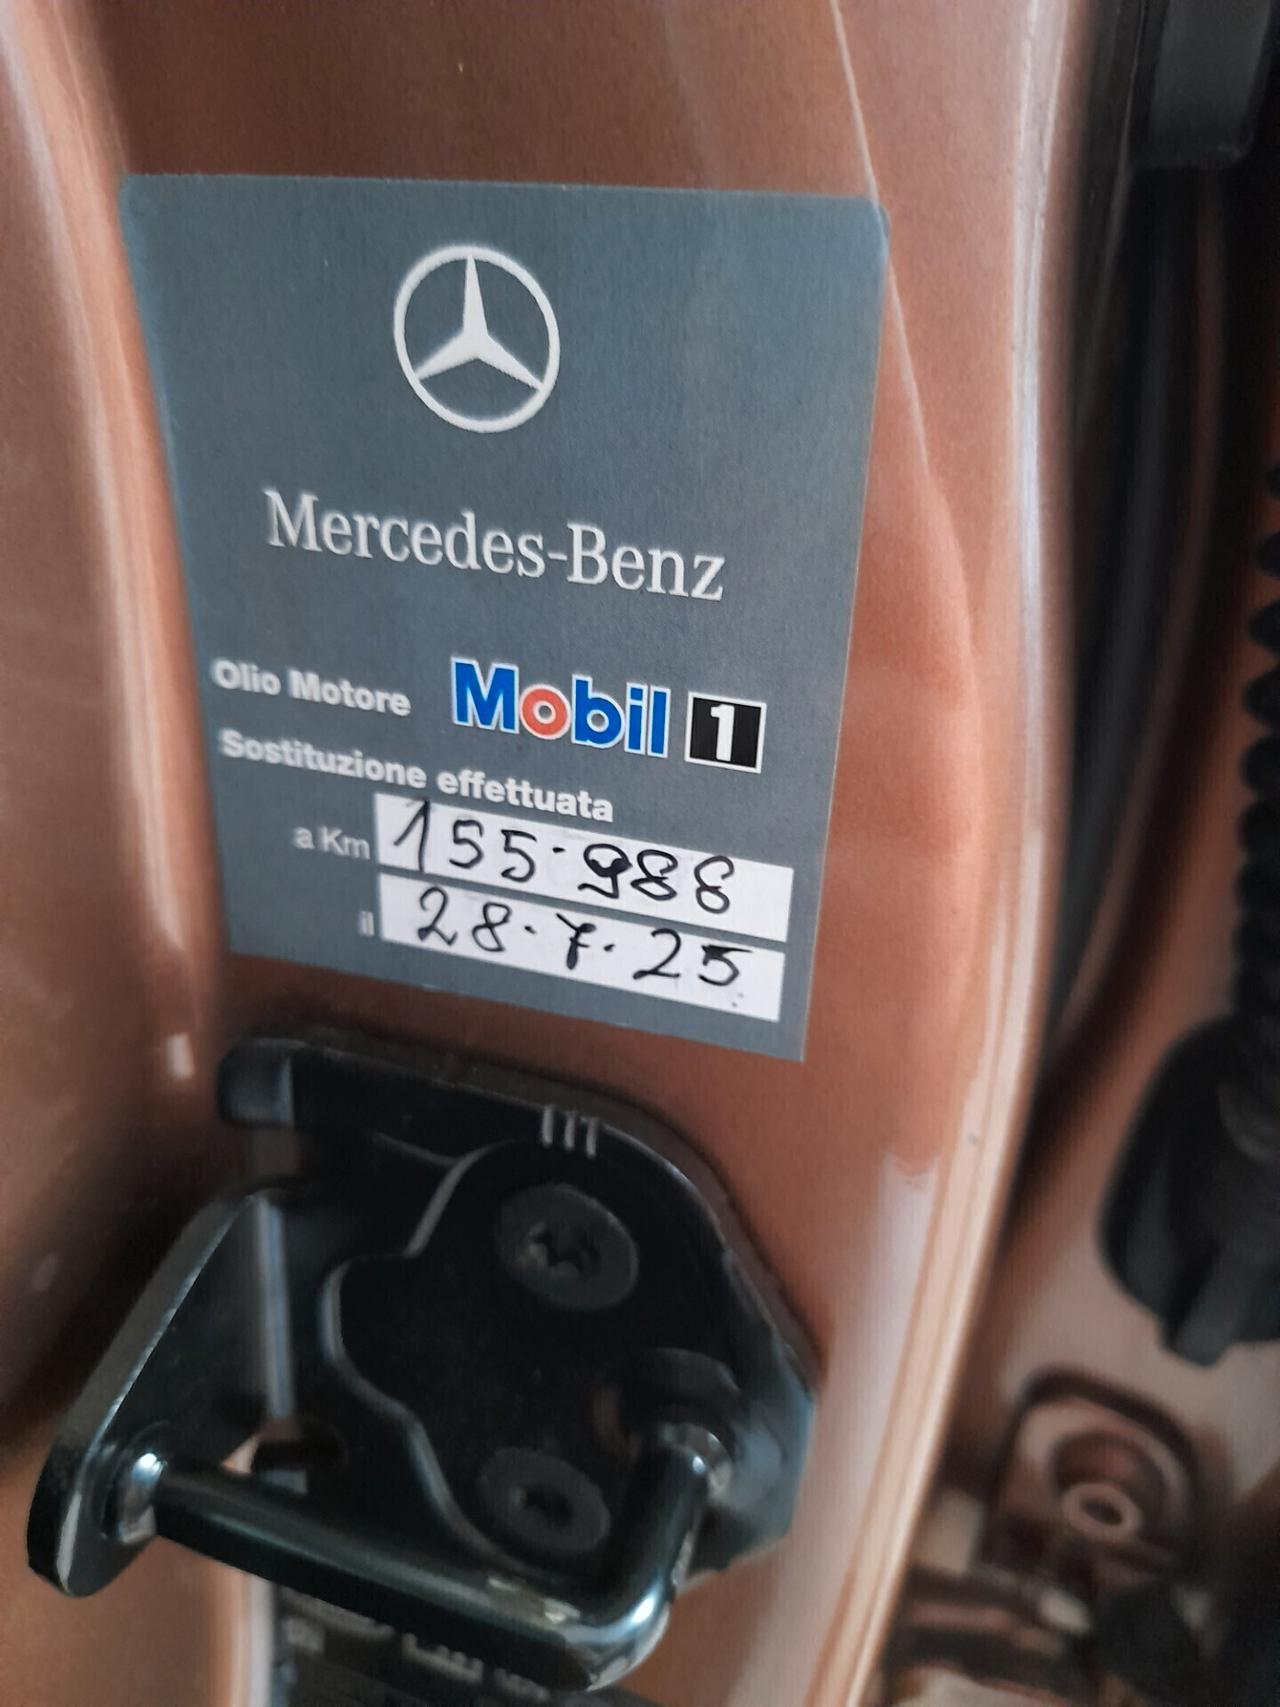 Mercedes-Benz
Olio Motore Mobil 1
Sostituzione effettuata
a Km 155.988
il 28.7.25